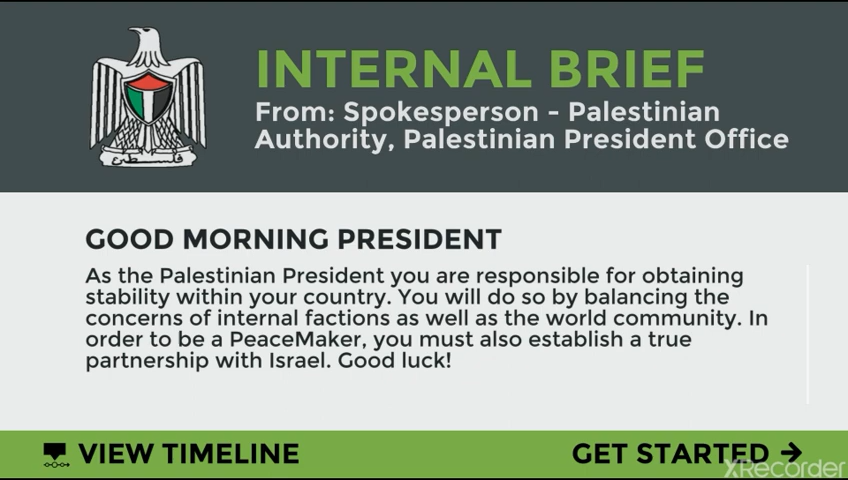 INTERNAL BRIEF
From: Spokesperson - Palestinian
Authority, Palestinian President Office
فلسطين
GOOD MORNING PRESIDENT
As the Palestinian President you are responsible for obtaining
stability within your country. You will do so by balancing the
concerns of internal factions as well as the world community. In
order to be a PeaceMaker, you must also establish a true
partnership with Israel. Good luck!
VIEW TIMELINE
GET STARTED
XRecorder